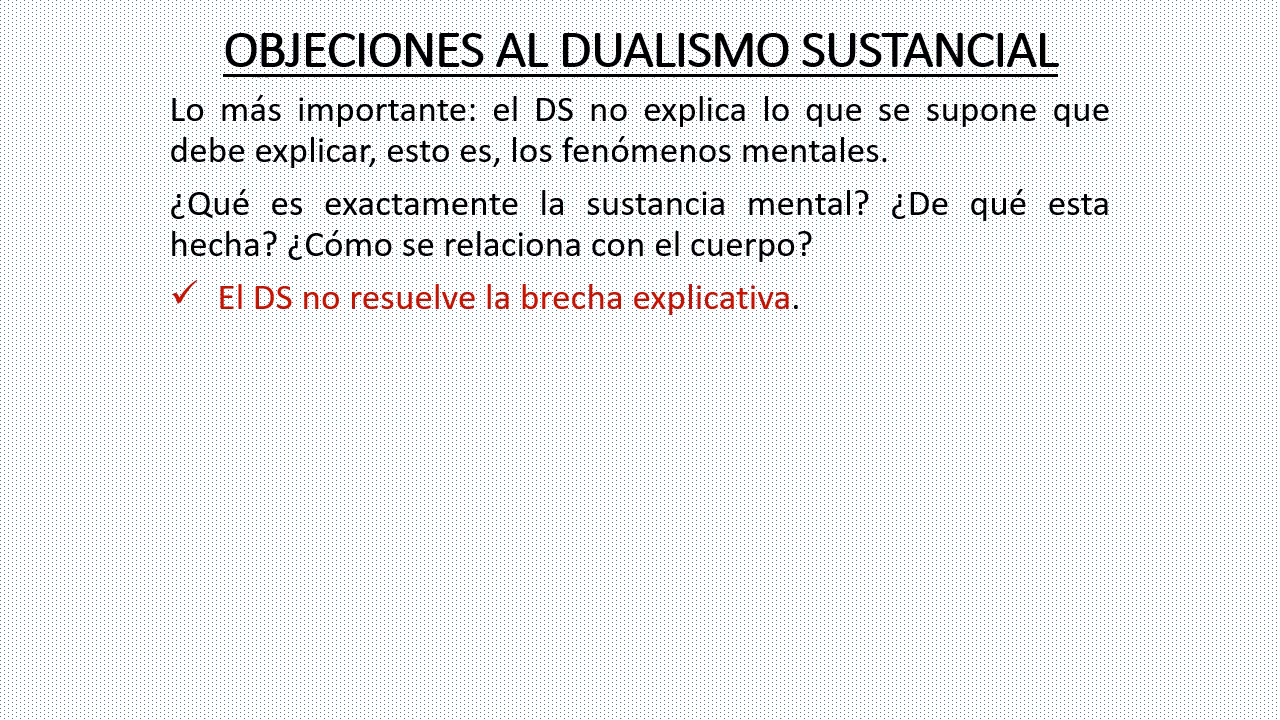 OBJECIONES AL DUALISMO SUSTANCIAL
Lo más importante: el DS no explica lo que se supone que
debe explicar, esto es, los fenómenos mentales.
¿Qué es exactamente la sustancia mental? ¿De qué esta
hecha? ¿Cómo se relaciona con el cuerpo?
✓ El DS no resuelve la brecha explicativa.